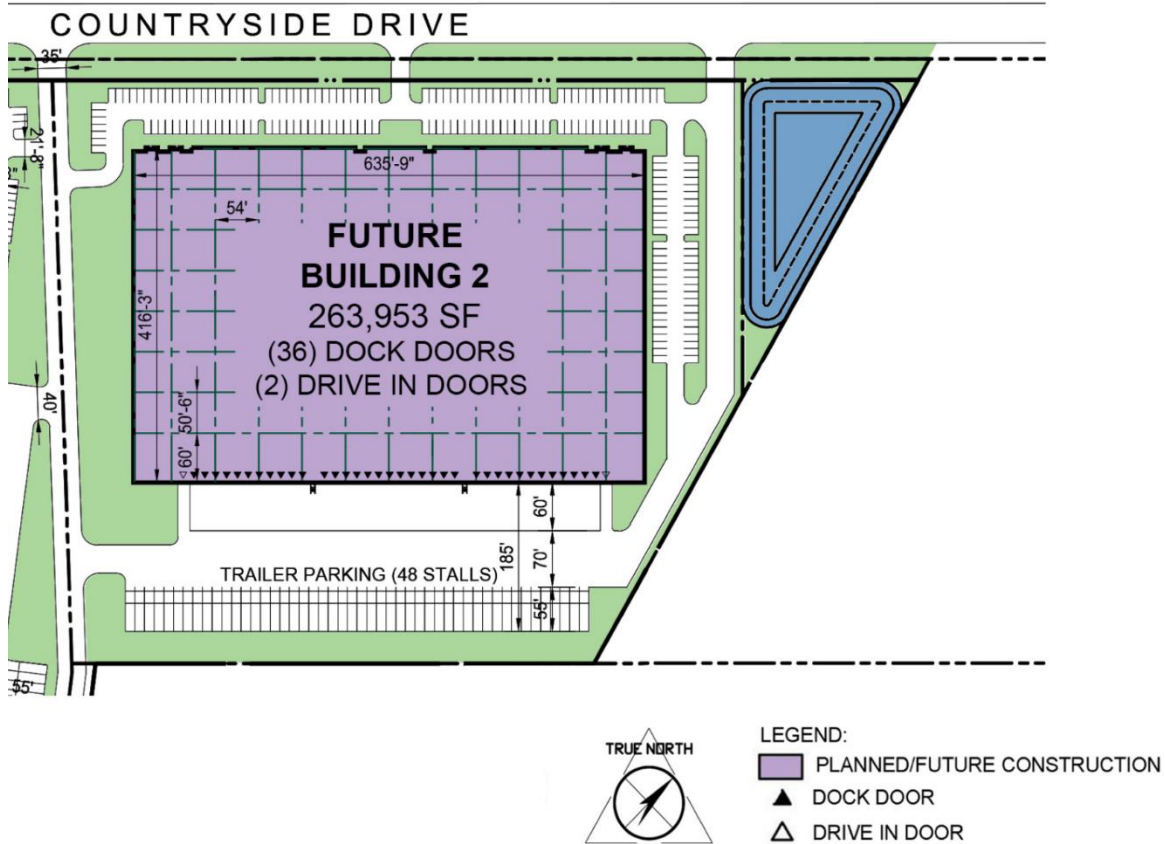 COUNTRYSIDE DRIVE
35'
21'-8"
635'-9"
54'
FUTURE
BUILDING 2
263,953 SF
(36) DOCK DOORS
(2) DRIVE IN DOORS
416'-3"
50'-6"
60'
40'
60'
185'
70'
TRAILER PARKING (48 STALLS)
55'
55'
TRUE NORTH
LEGEND:
PLANNED/FUTURE CONSTRUCTION
DOCK DOOR
DRIVE IN DOOR